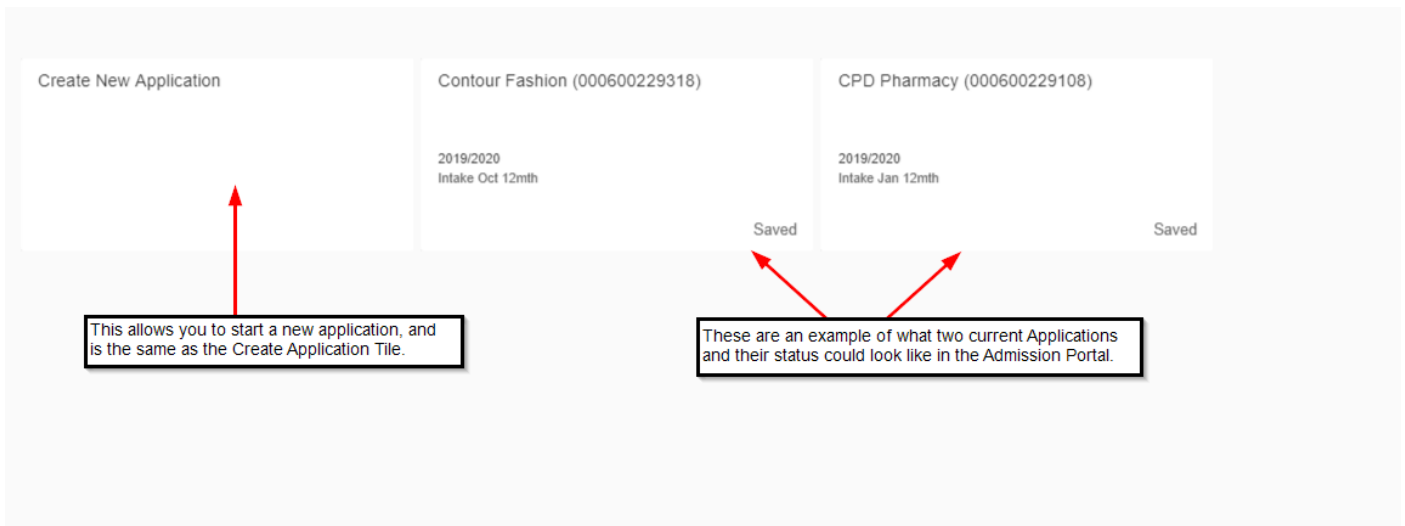 Create New Application
Contour Fashion (000600229318)
CPD Pharmacy (000600229108)
2019/2020
Intake Oct 12mth
2019/2020
Intake Jan 12mth
Saved
Saved
This allows you to start a new application, and
is the same as the Create Application Tile.
These are an example of what two current Applications
and their status could look like in the Admission Portal.